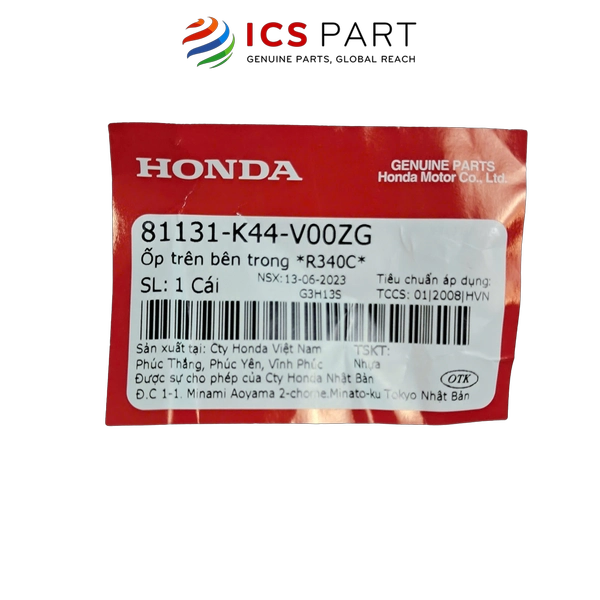 ICS PART
GENUINE PARTS, GLOBAL REACH
HONDA
GENUINE PARTS
Honda Motor Co., Ltd.
81131-K44-V00ZG
Ốp trên bên trong *R340C*
SL: 1 Cái
NSX: 13-06-2023
G3H13S
Tiêu chuẩn áp dụng:
TCCS: 01|2008|HVN
Sản xuất tại: Cty Honda Việt Nam
TSKT:
Phúc Thắng, Phúc Yên, Vĩnh Phúc
Nhựa
Được sự cho phép của Cty Honda Nhật Bản
OTK
Đ.C 1-1. Minami Aoyama 2-chome.Minato-ku Tokyo Nhật Bản